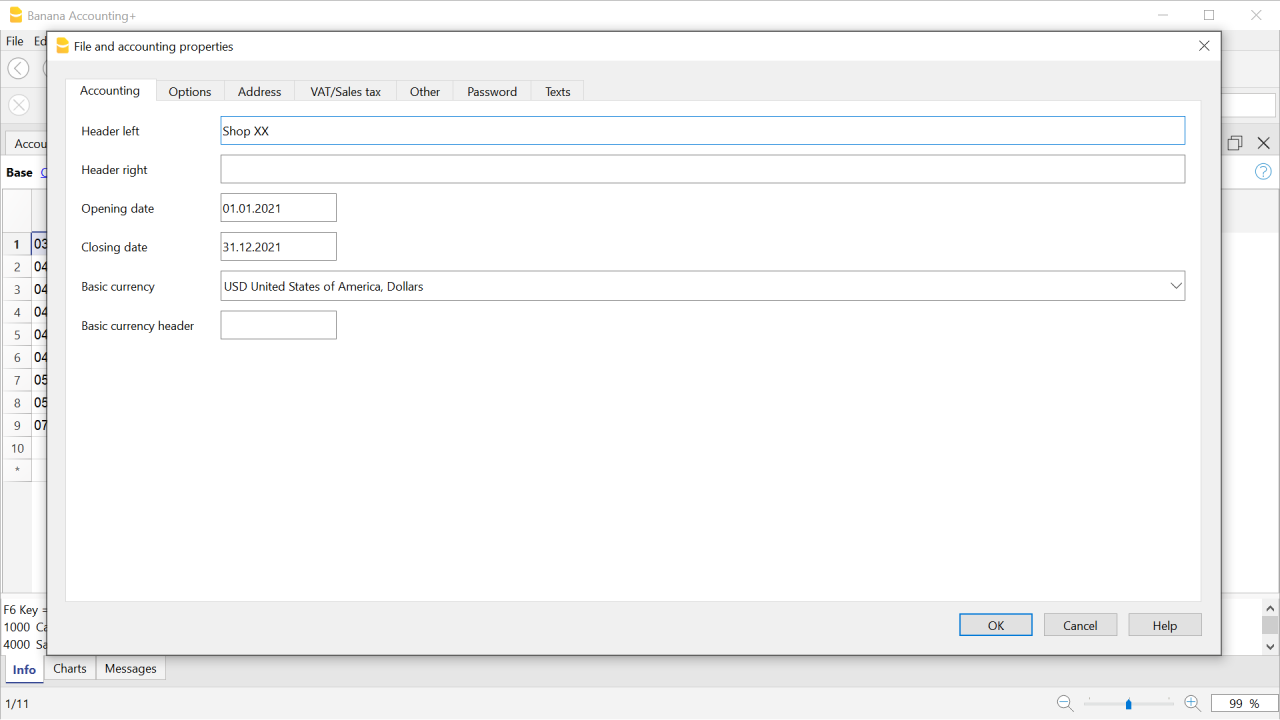 Banana Accounting+
File Ed
File and accounting properties
Accounting Options Address VAT/Sales tax Other Password Texts
Header left Shop XX
Header right
Opening date 01.01.2021
Closing date 31.12.2021
Basic currency USD United States of America, Dollars
Basic currency header
OK Cancel Help
Accou
Base
1 03
2 04
3 04
4 04
5 04
6 04
7 05
8 05
9 07
10
*
F6 Key =
1000 Ca
4000 Sa
Info Charts Messages
1/11 99 %